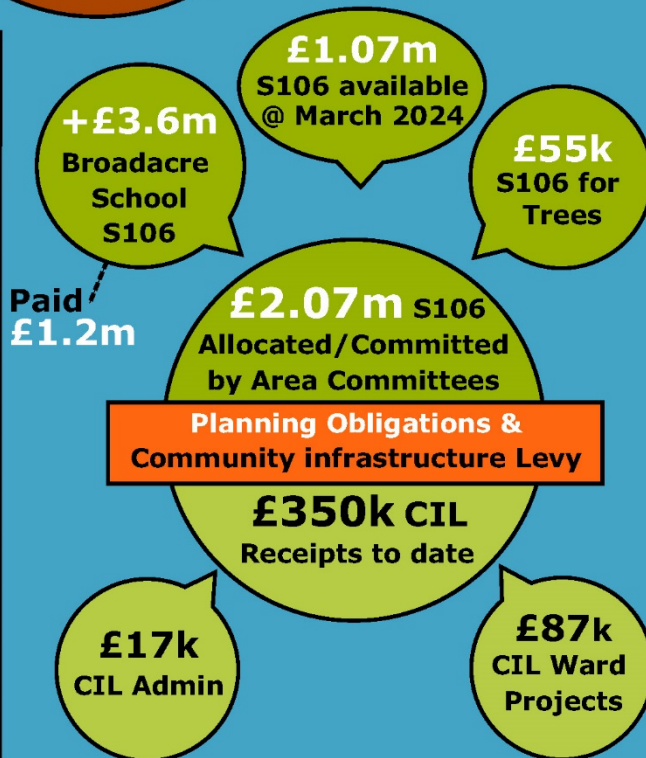 £1.07m
S106 available
@ March 2024
+£3.6m
Broadacre
School
S106
£55k
S106 for
Trees
Paid
£1.2m
£2.07m S106
Allocated/Committed
by Area Committees
Planning Obligations &
Community infrastructure Levy
£350k CIL
Receipts to date
£17k
CIL Admin
£87k
CIL Ward
Projects